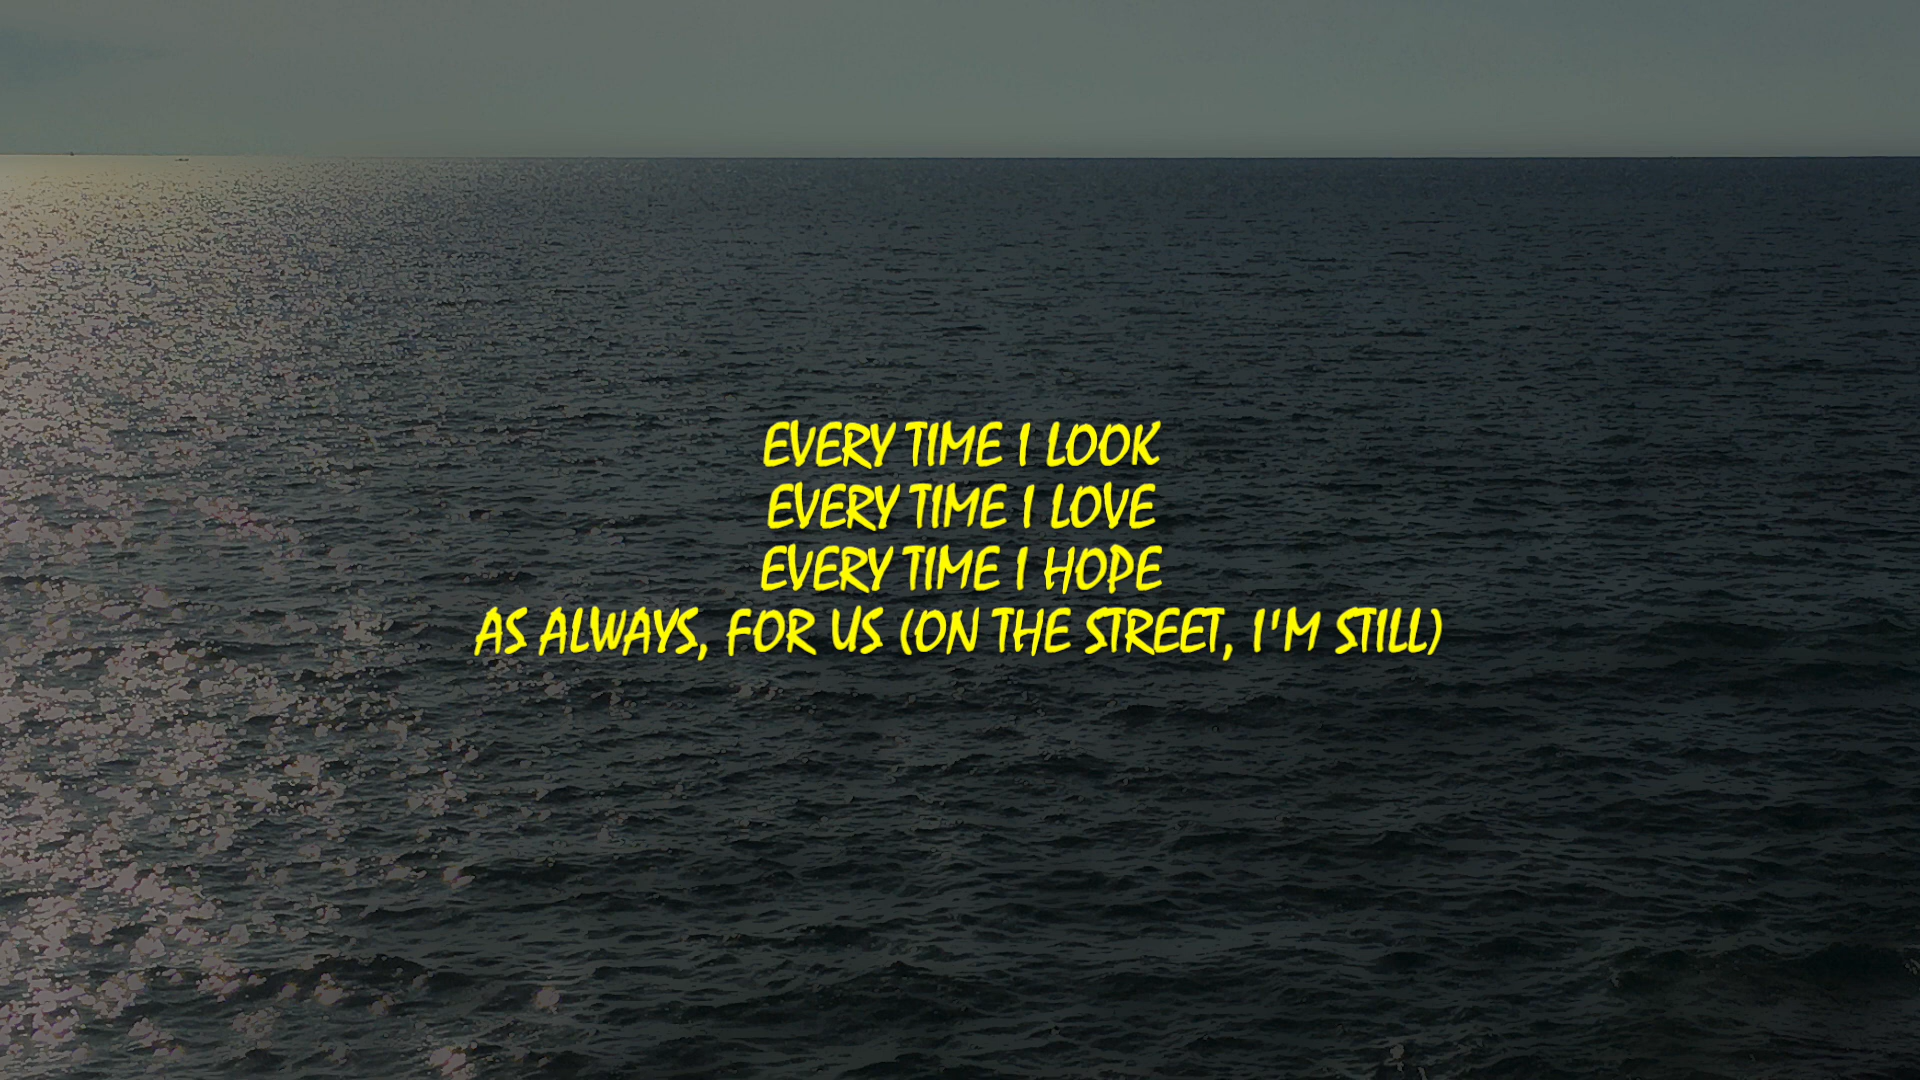 EVERY TIME I LOOK
EVERY TIME I LOVE
EVERY TIME I HOPE
AS ALWAYS, FOR US (ON THE STREET, I'M STILL)